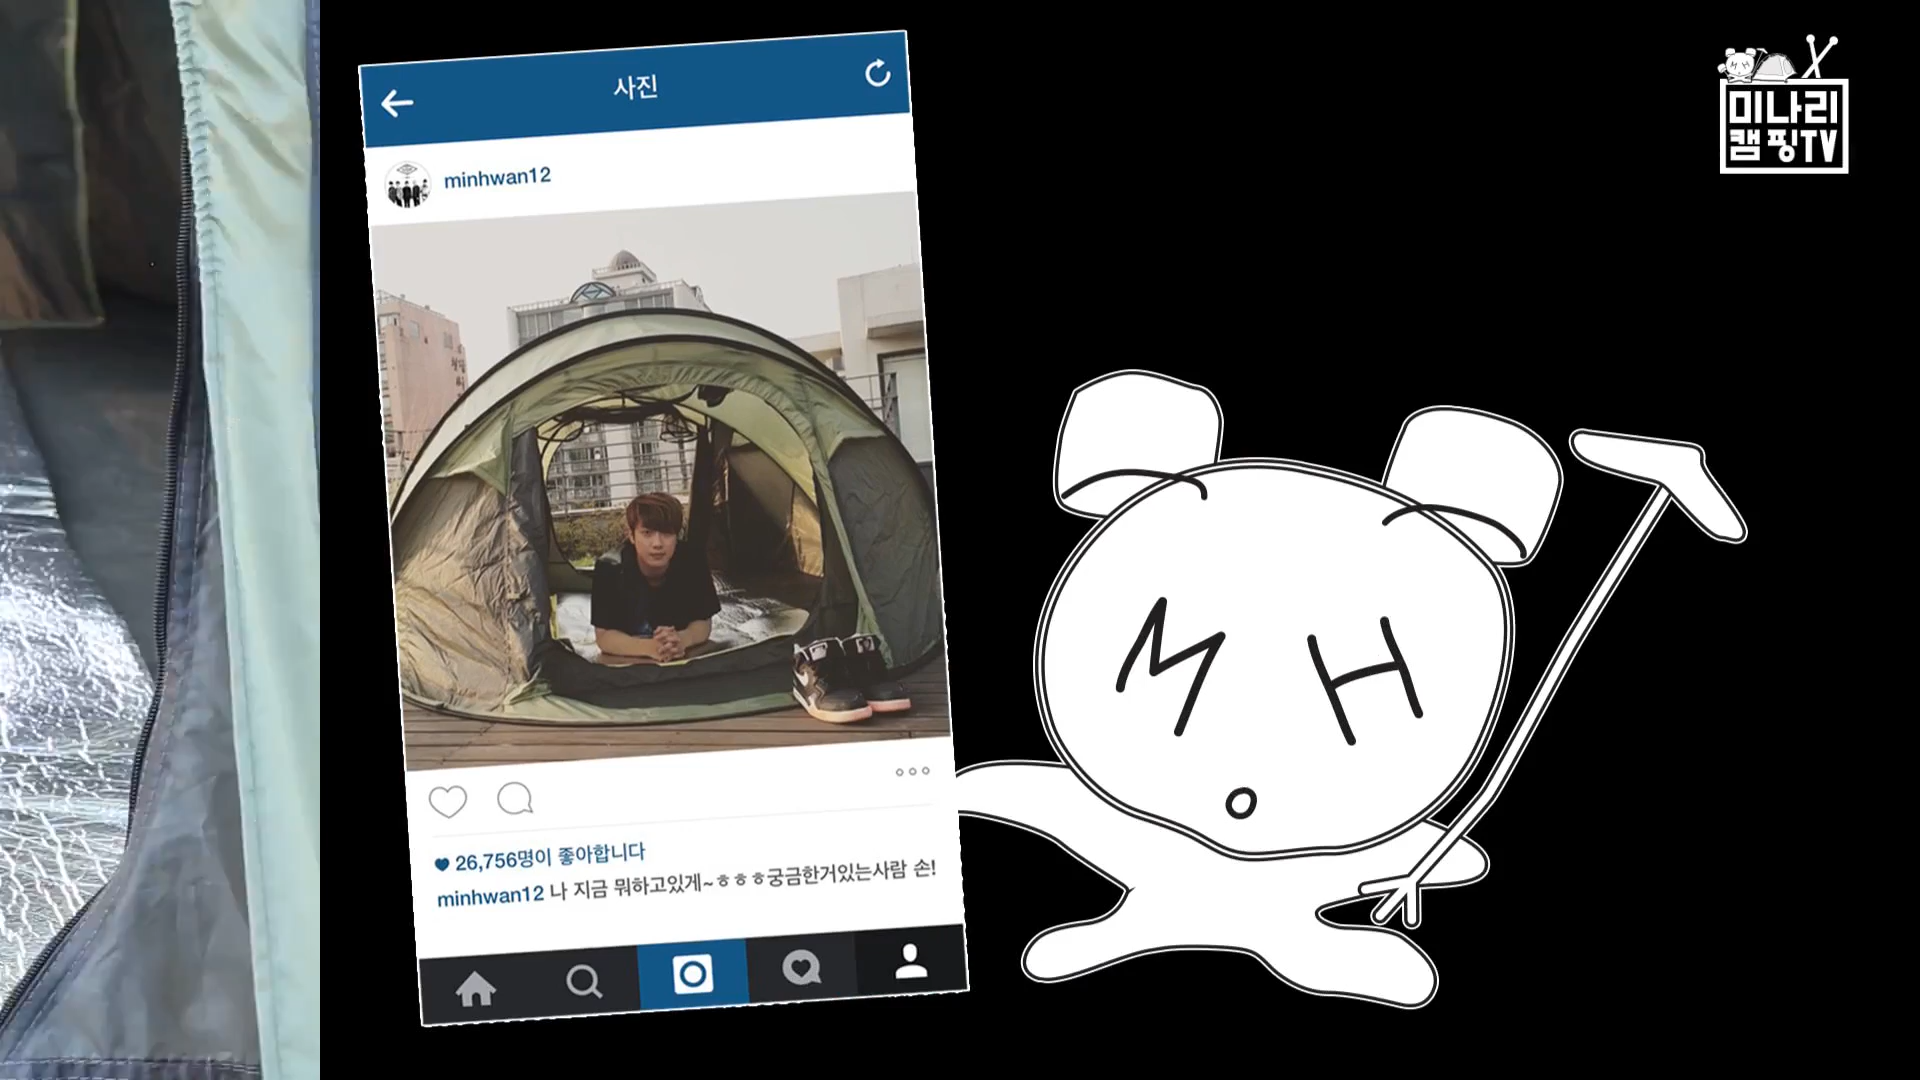 사진
minhwan12
26,756명이 좋아합니다
minhwan12 나 지금 뭐하고있게~ㅎㅎㅎ궁금한거있는사람 손!
M H
미나리
캠핑TV